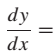 dy/dx =